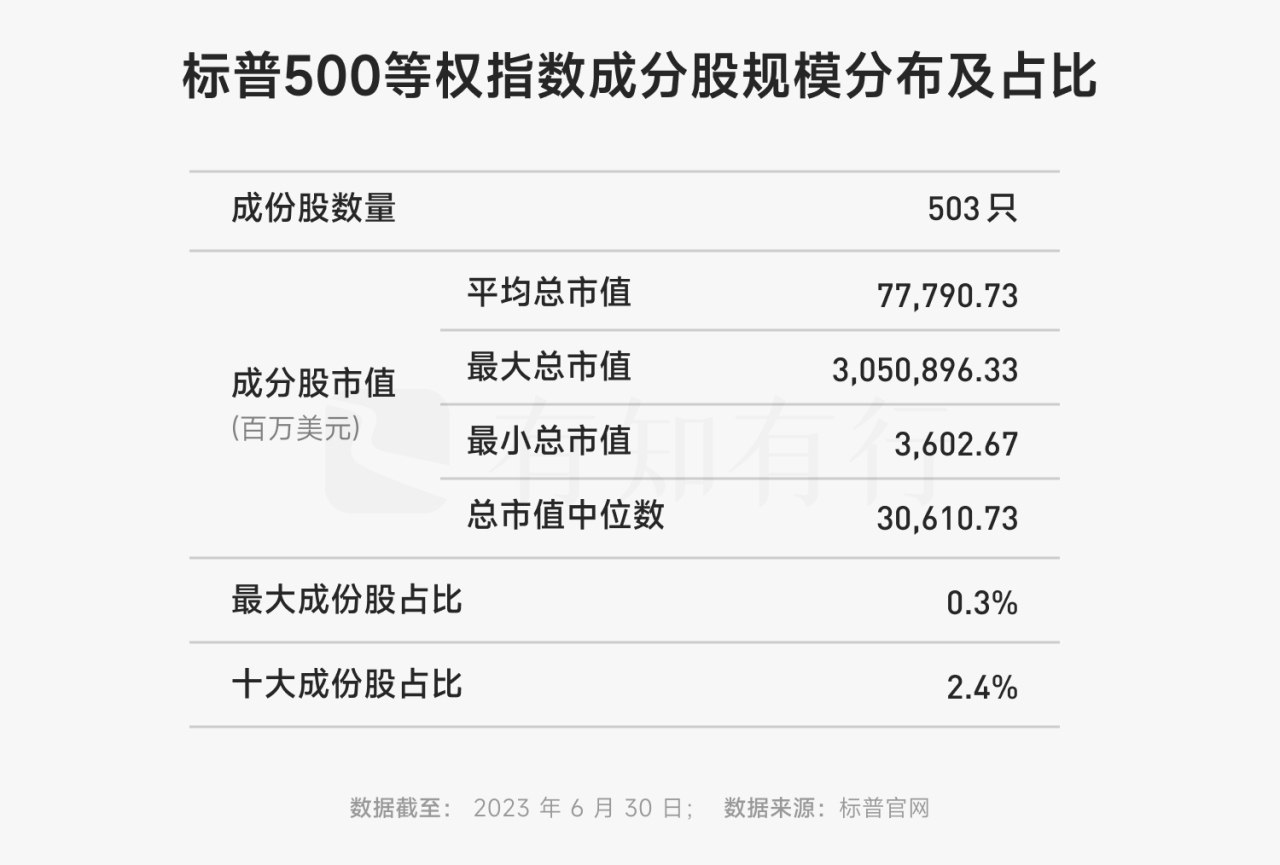 标普500等权指数成分股规模分布及占比
成份股数量 503 只
平均总市值 77,790.73
最大总市值 3,050,896.33
成分股市值
(百万美元)
最小总市值 3,602.67
总市值中位数 30,610.73
最大成份股占比 0.3%
十大成份股占比 2.4%
数据截至： 2023 年 6 月 30 日； 数据来源：标普官网
有知有行